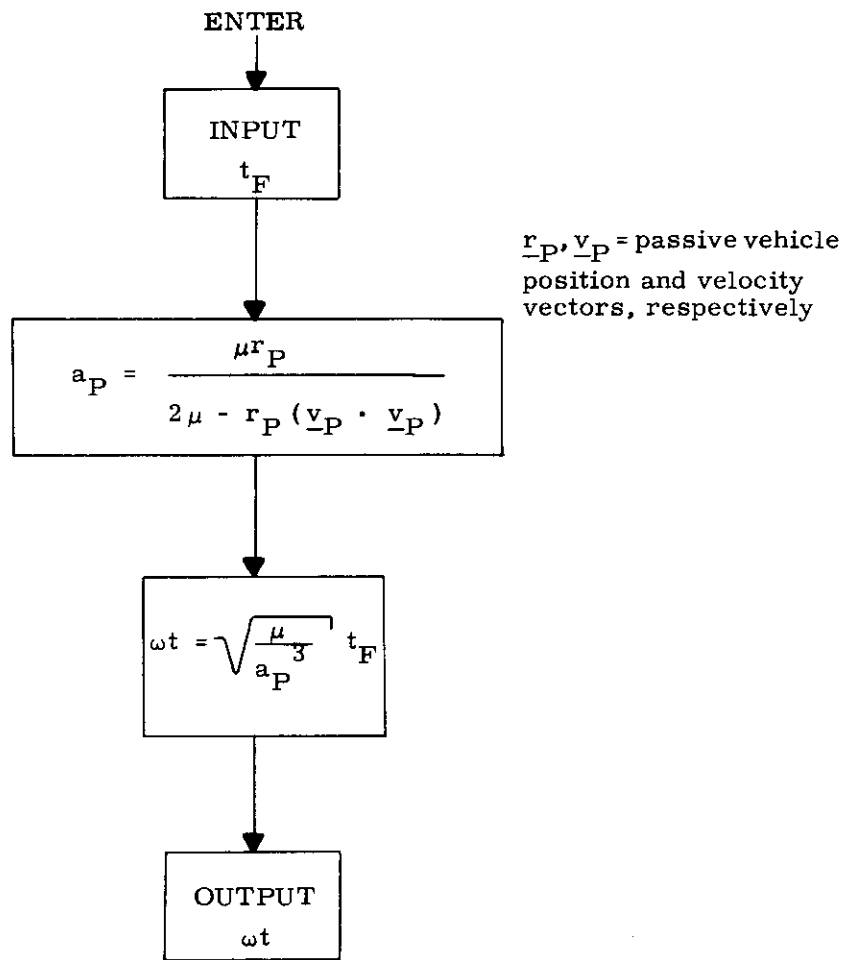 ENTER
INPUT
t_F
r_P, v_P = passive vehicle
position and velocity
vectors, respectively
a_P = μr_P / (2μ - r_P (v_P · v_P))
ωt = √(μ / a_P^3) t_F
OUTPUT
ωt